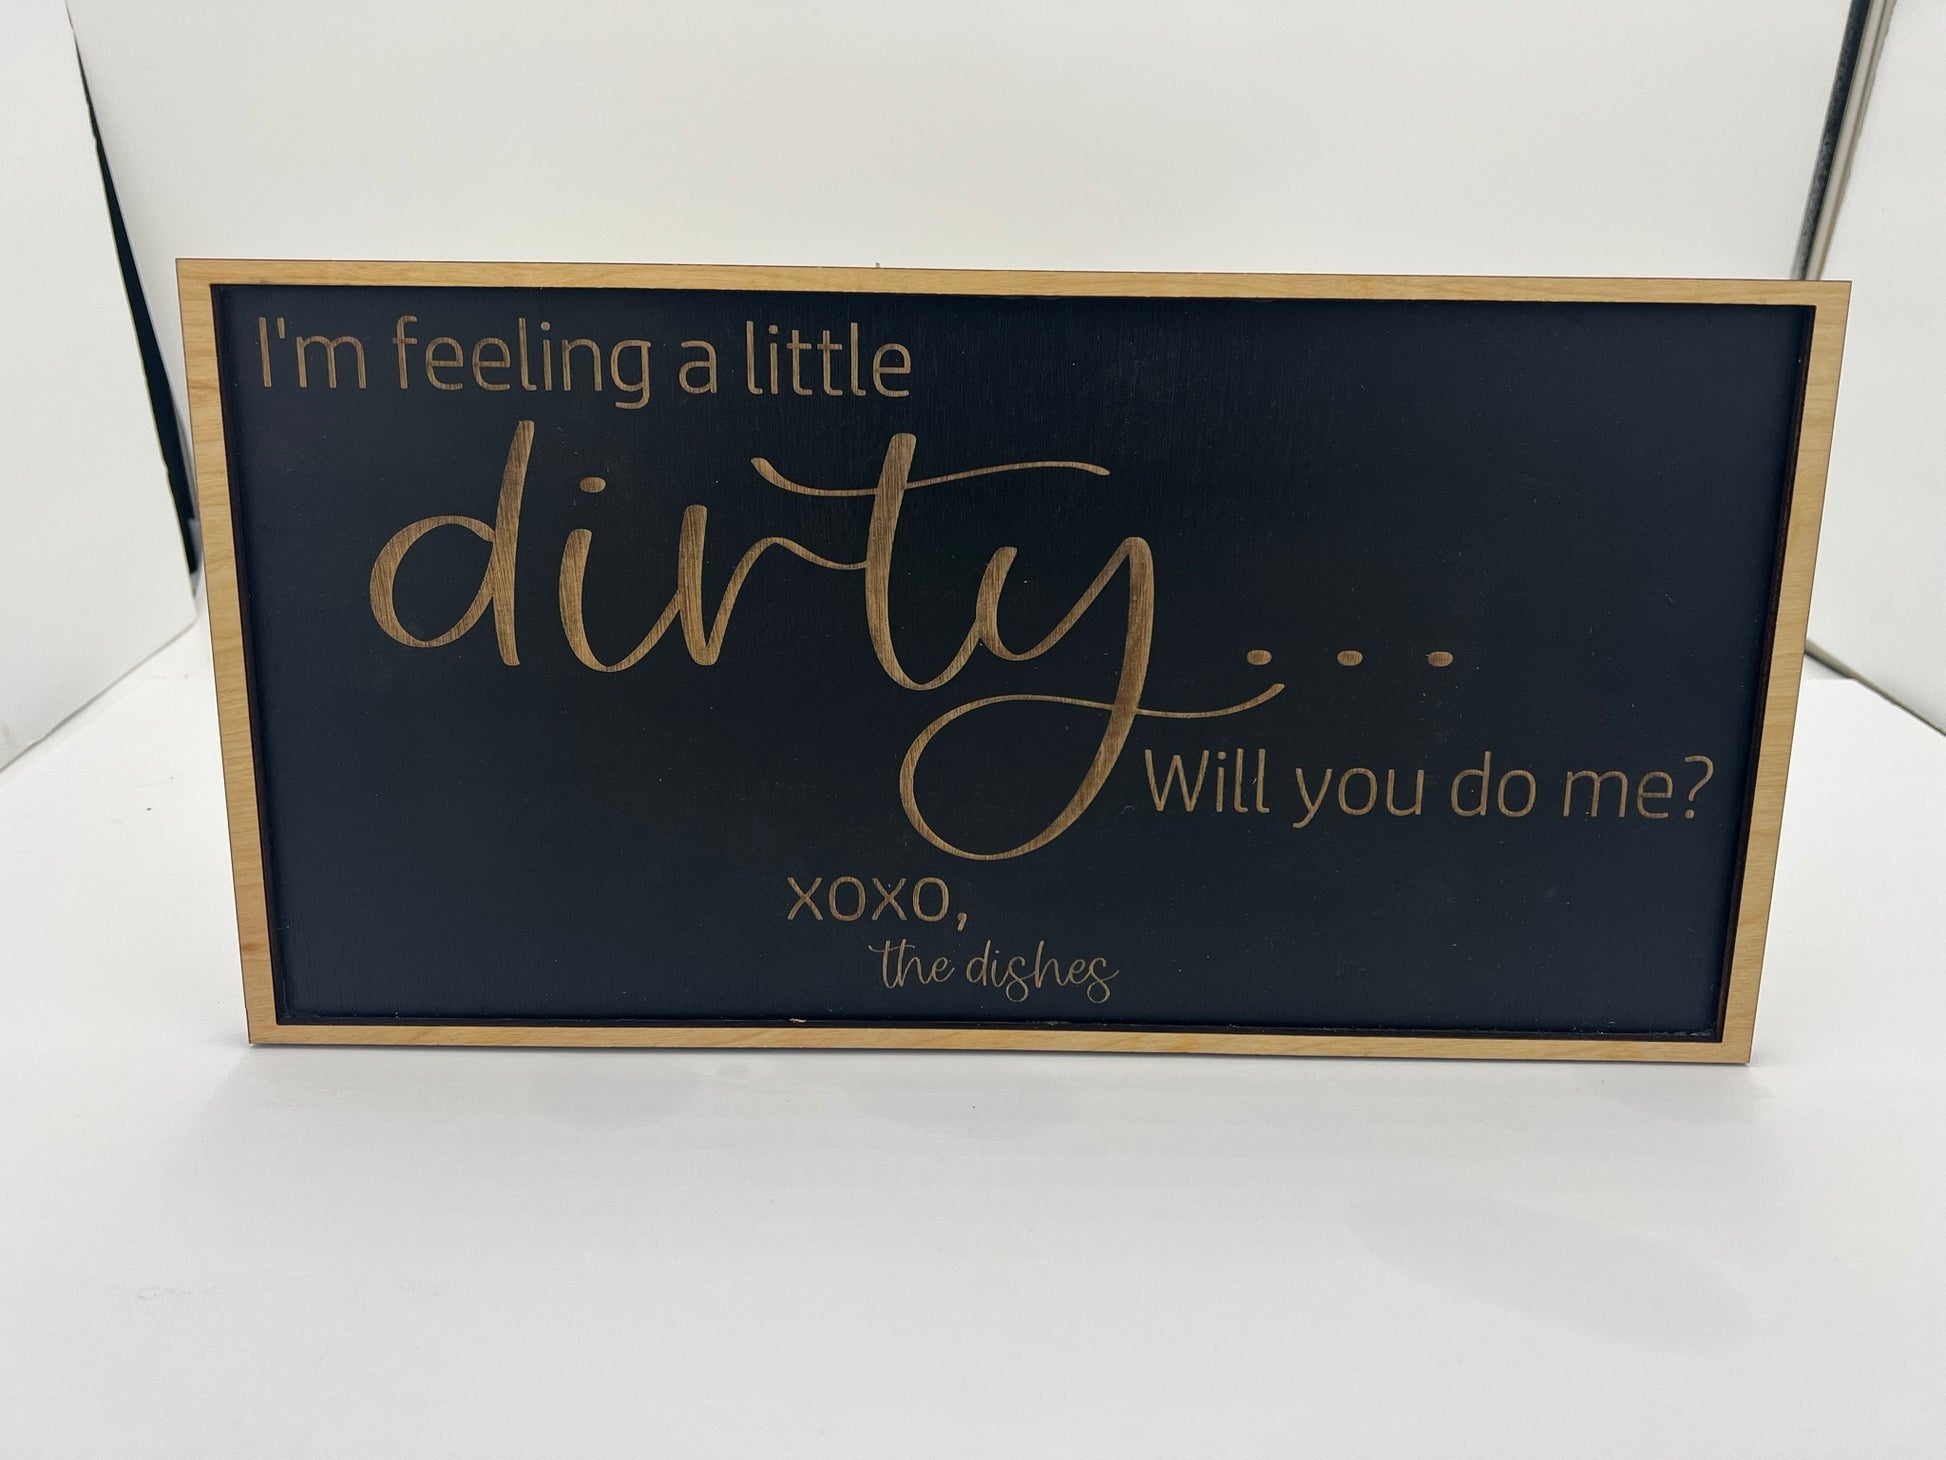 I'm feeling a little
dirty...
Will you do me?
xoxo,
the dishes